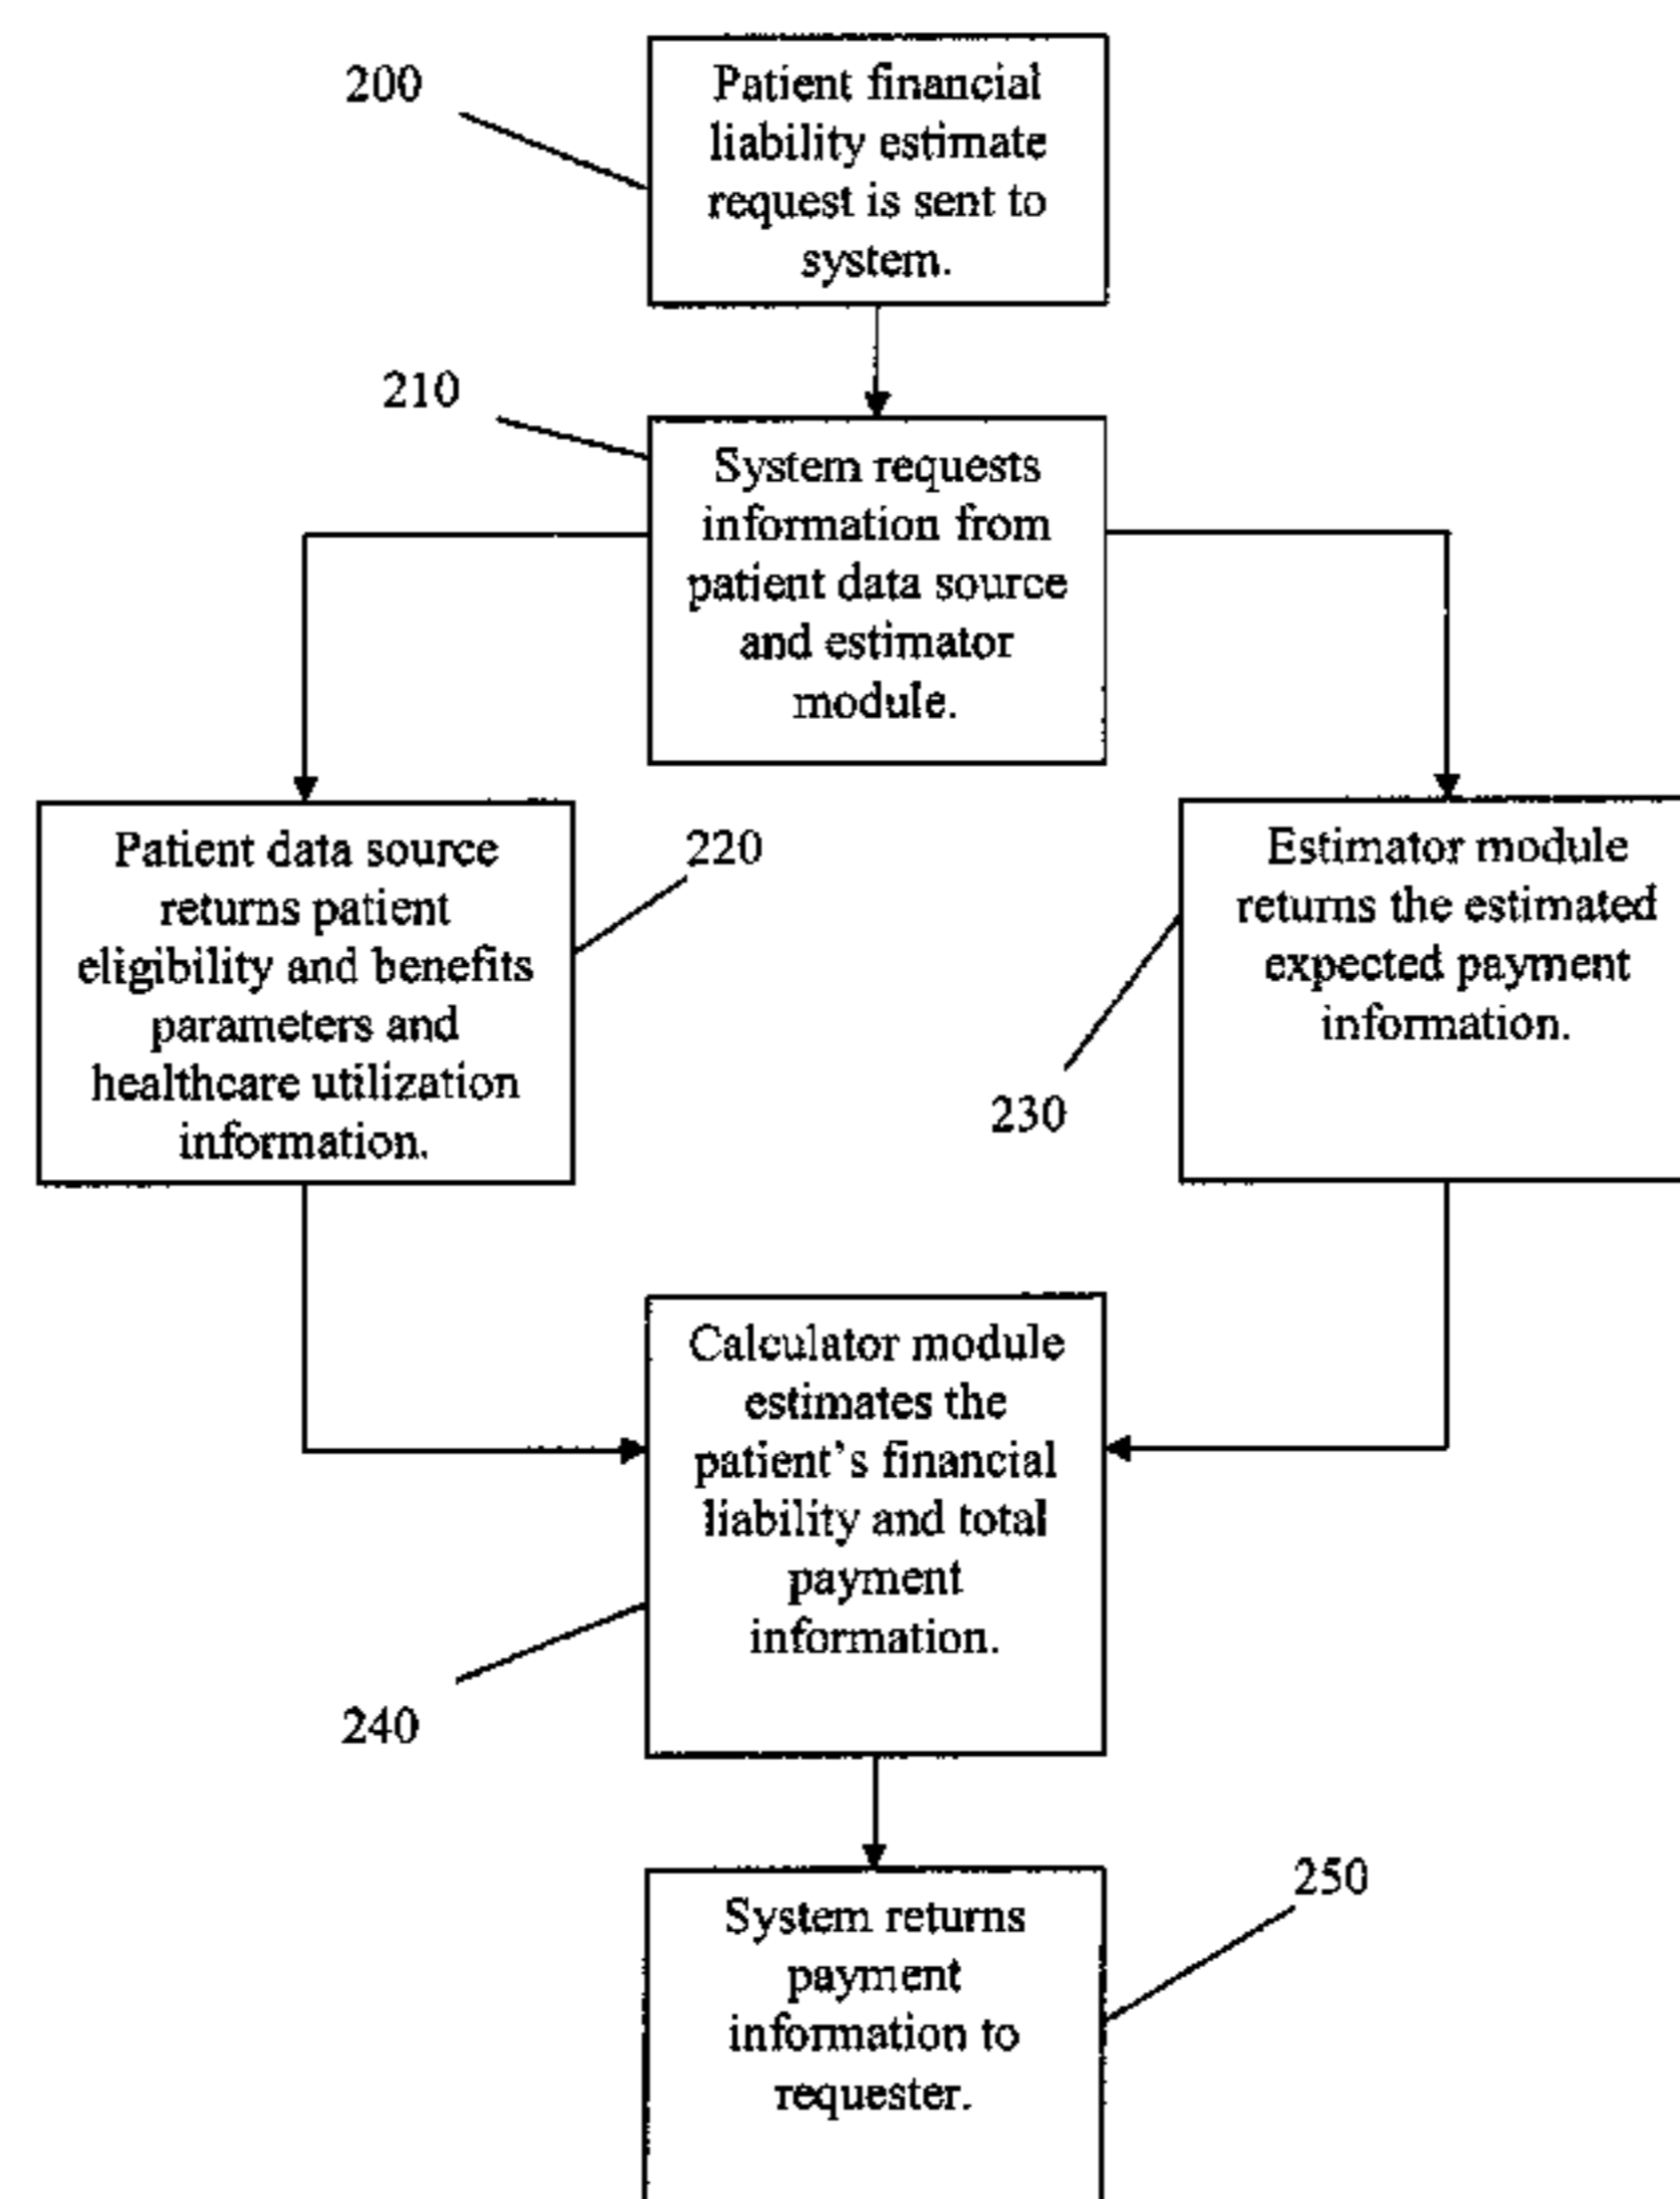 200
Patient financial
liability estimate
request is sent to
system.
210
System requests
information from
patient data source
and estimator
module.
Patient data source
returns patient
eligibility and benefits
parameters and
healthcare utilization
information.
220
Estimator module
returns the estimated
expected payment
information.
230
Calculator module
estimates the
patient's financial
liability and total
payment
information.
240
System returns
payment
information to
requester.
250